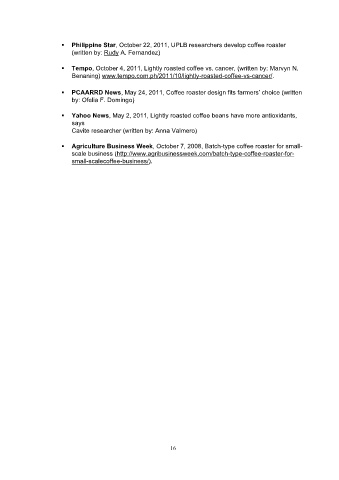 ▪ Philippine Star, October 22, 2011, UPLB researchers develop coffee roaster
(written by: Rudy A. Fernandez)
▪ Tempo, October 4, 2011, Lightly roasted coffee vs. cancer, (written by: Marvyn N.
Benaning) www.tempo.com.ph/2011/10/lightly-roasted-coffee-vs-cancer/.
▪ PCAARRD News, May 24, 2011, Coffee roaster design fits farmers' choice (written
by: Ofelia F. Domingo)
▪ Yahoo News, May 2, 2011, Lightly roasted coffee beans have more antioxidants,
says
Cavite researcher (written by: Anna Valmero)
▪ Agriculture Business Week, October 7, 2008, Batch-type coffee roaster for small-
scale business (http://www.agribusinessweek.com/batch-type-coffee-roaster-for-
small-scalecoffee-business/).
16